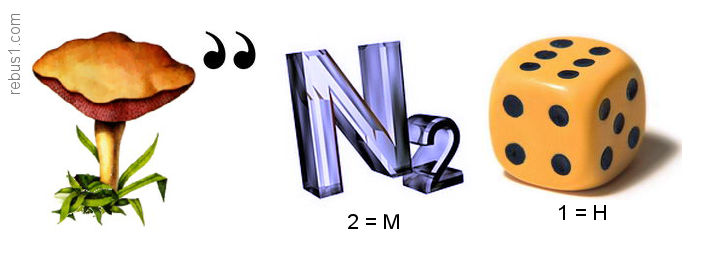 rebus1.com
”
N2
2 = M
1 = H